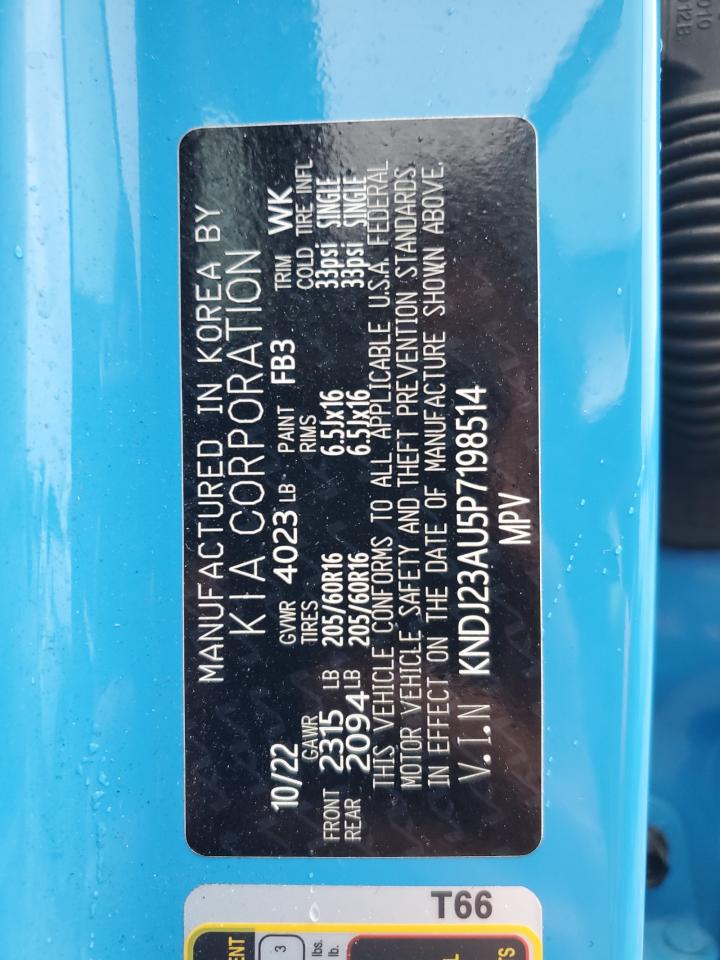 MANUFACTURED IN KOREA BY
KIA CORPORATION
10/22 GVWR 4023 LB PAINT FB3 TRIM WK
GAWR TIRES RIMS COLD TIRE INFL
FRONT 2315 LB 205/60R16 6.5Jx16 33psi SINGLE
REAR 2094 LB 205/60R16 6.5Jx16 33psi SINGLE
THIS VEHICLE CONFORMS TO ALL APPLICABLE U.S.A. FEDERAL
MOTOR VEHICLE SAFETY AND THEFT PREVENTION STANDARDS
IN EFFECT ON THE DATE OF MANUFACTURE SHOWN ABOVE.
V.I.N KNDJ23AU5P7198514
MPV
T66
3
lbs.
lb.